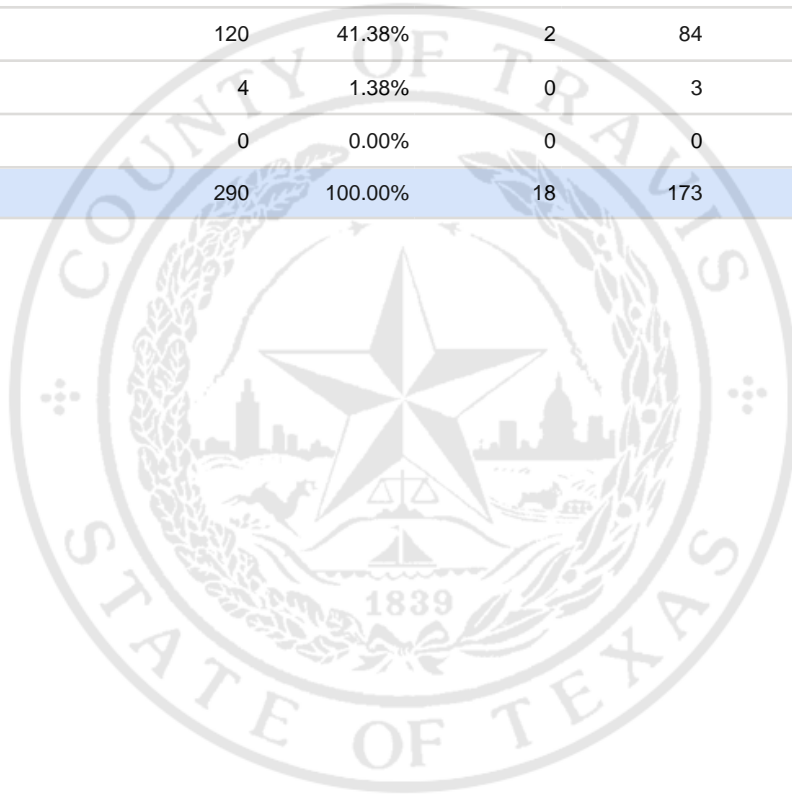 120 41.38% 2 84
4 1.38% 0 3
0 0.00% 0 0
290 100.00% 18 173
COUNTY OF TRAVIS
1839
STATE OF TEXAS